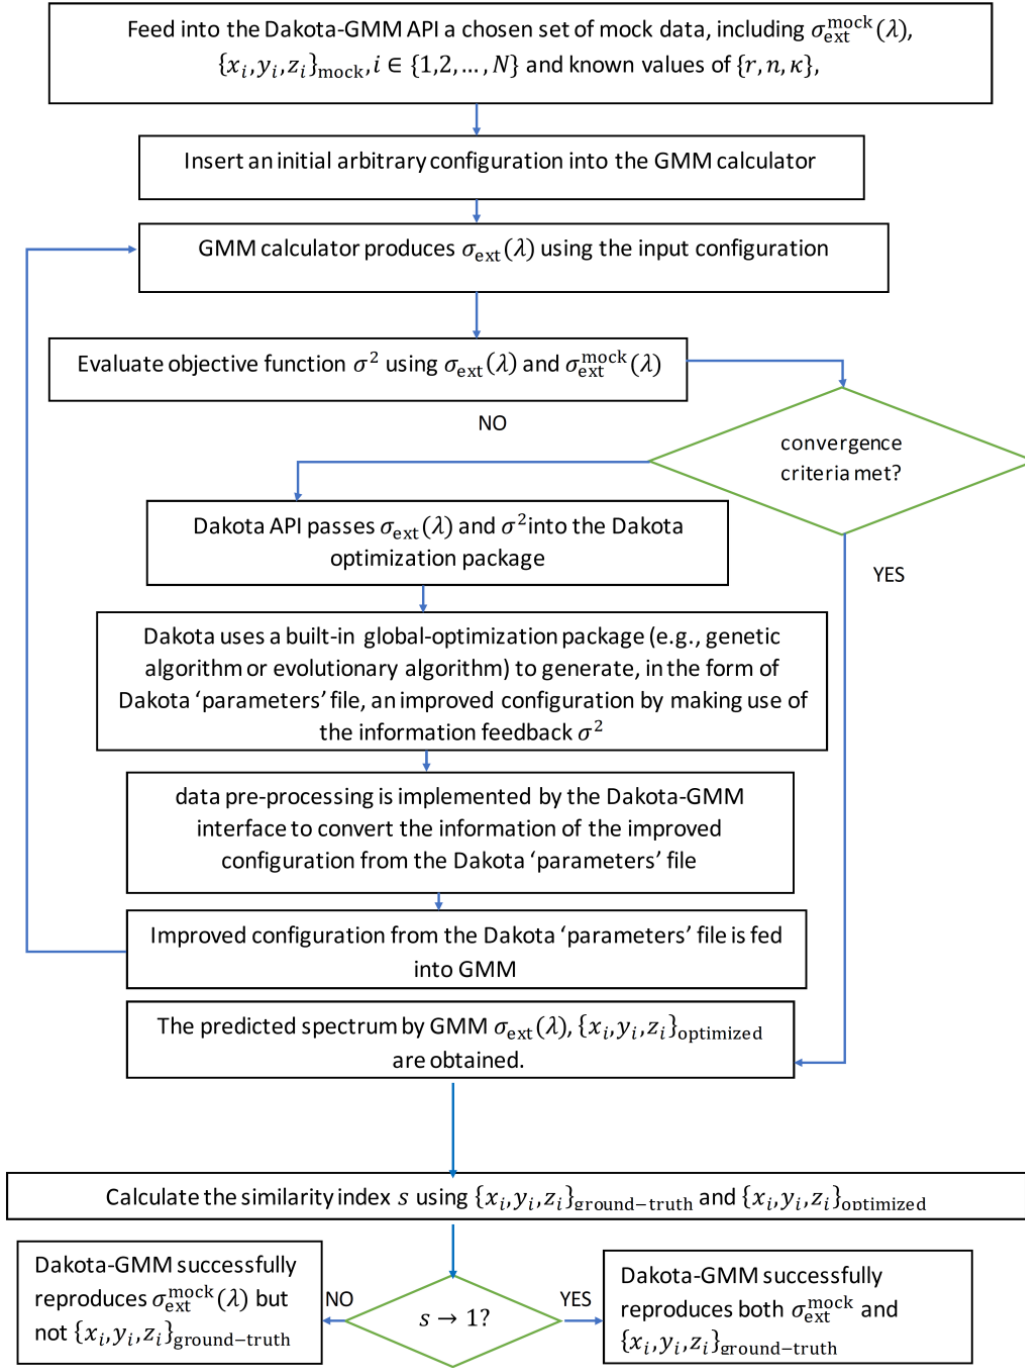 Feed into the Dakota-GMM API a chosen set of mock data, including σ_ext^mock(λ),
{x_i, y_i, z_i}_mock, i ∈ {1,2, … , N} and known values of {r, n, κ},
Insert an initial arbitrary configuration into the GMM calculator
GMM calculator produces σ_ext(λ) using the input configuration
Evaluate objective function σ² using σ_ext(λ) and σ_ext^mock(λ)
NO
convergence
criteria met?
Dakota API passes σ_ext(λ) and σ² into the Dakota
optimization package
YES
Dakota uses a built-in global-optimization package (e.g., genetic
algorithm or evolutionary algorithm) to generate, in the form of
Dakota ‘parameters’ file, an improved configuration by making use of
the information feedback σ²
data pre-processing is implemented by the Dakota-GMM
interface to convert the information of the improved
configuration from the Dakota ‘parameters’ file
Improved configuration from the Dakota ‘parameters’ file is fed
into GMM
The predicted spectrum by GMM σ_ext(λ), {x_i, y_i, z_i}_optimized
are obtained.
Calculate the similarity index s using {x_i, y_i, z_i}_ground−truth and {x_i, y_i, z_i}_optimized
Dakota-GMM successfully
reproduces σ_ext^mock(λ) but
not {x_i, y_i, z_i}_ground−truth
NO
s → 1?
YES
Dakota-GMM successfully
reproduces both σ_ext^mock and
{x_i, y_i, z_i}_ground−truth